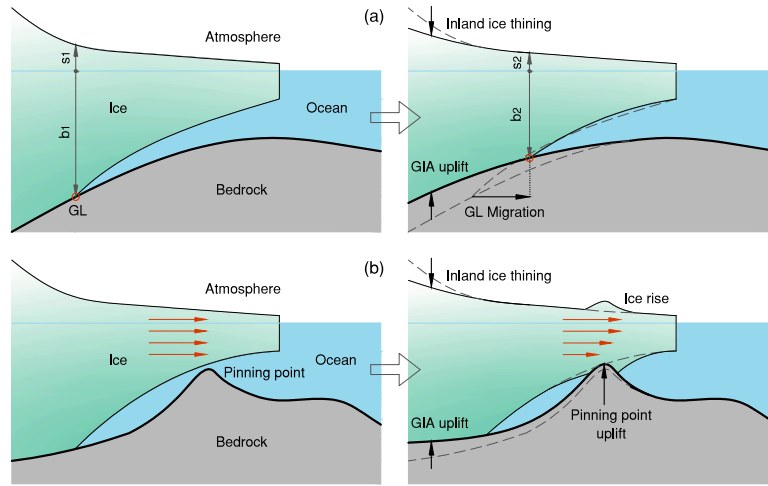 (a)
Atmosphere
s1
Ice
b1
Ocean
GL
Bedrock
Inland ice thining
s2
b2
GIA uplift
GL Migration
(b)
Atmosphere
Ice
Ocean
Pinning point
Bedrock
Inland ice thining
Ice rise
GIA uplift
Pinning point
uplift